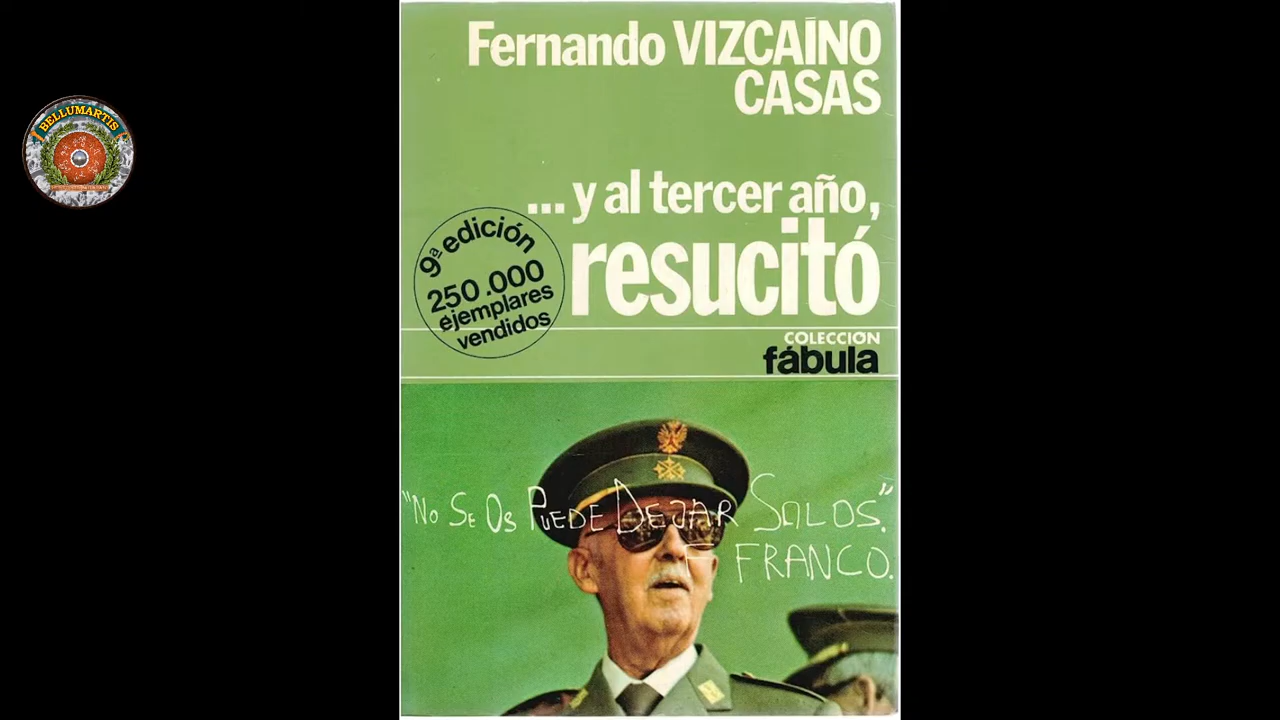 BELLUMARTIS
Fernando VIZCAÍNO
CASAS
... y al tercer año,
resucitó
9ª edición
250.000
ejemplares
vendidos
COLECCIÓN
fábula
"No Se Os Puede Dejar Solos."
F FRANCO.